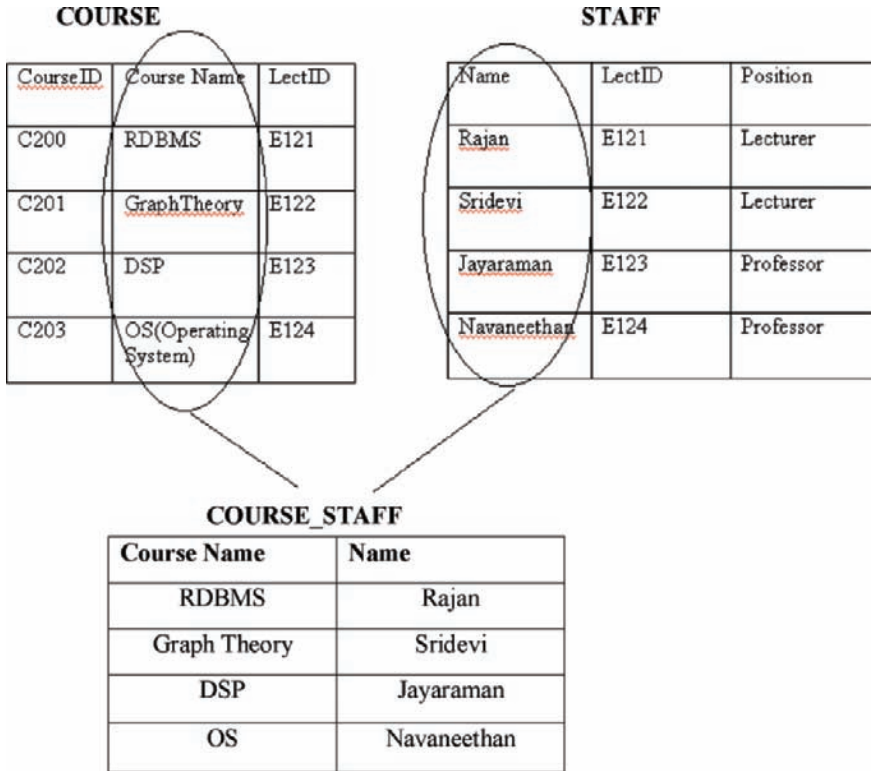 COURSE
STAFF
CourseID Course Name LectID
C200 RDBMS E121
C201 GraphTheory E122
C202 DSP E123
C203 OS(Operating E124
System)
Name LectID Position
Rajan E121 Lecturer
Sridevi E122 Lecturer
Jayaraman E123 Professor
Navaneethan E124 Professor
COURSE_STAFF
Course Name Name
RDBMS Rajan
Graph Theory Sridevi
DSP Jayaraman
OS Navaneethan